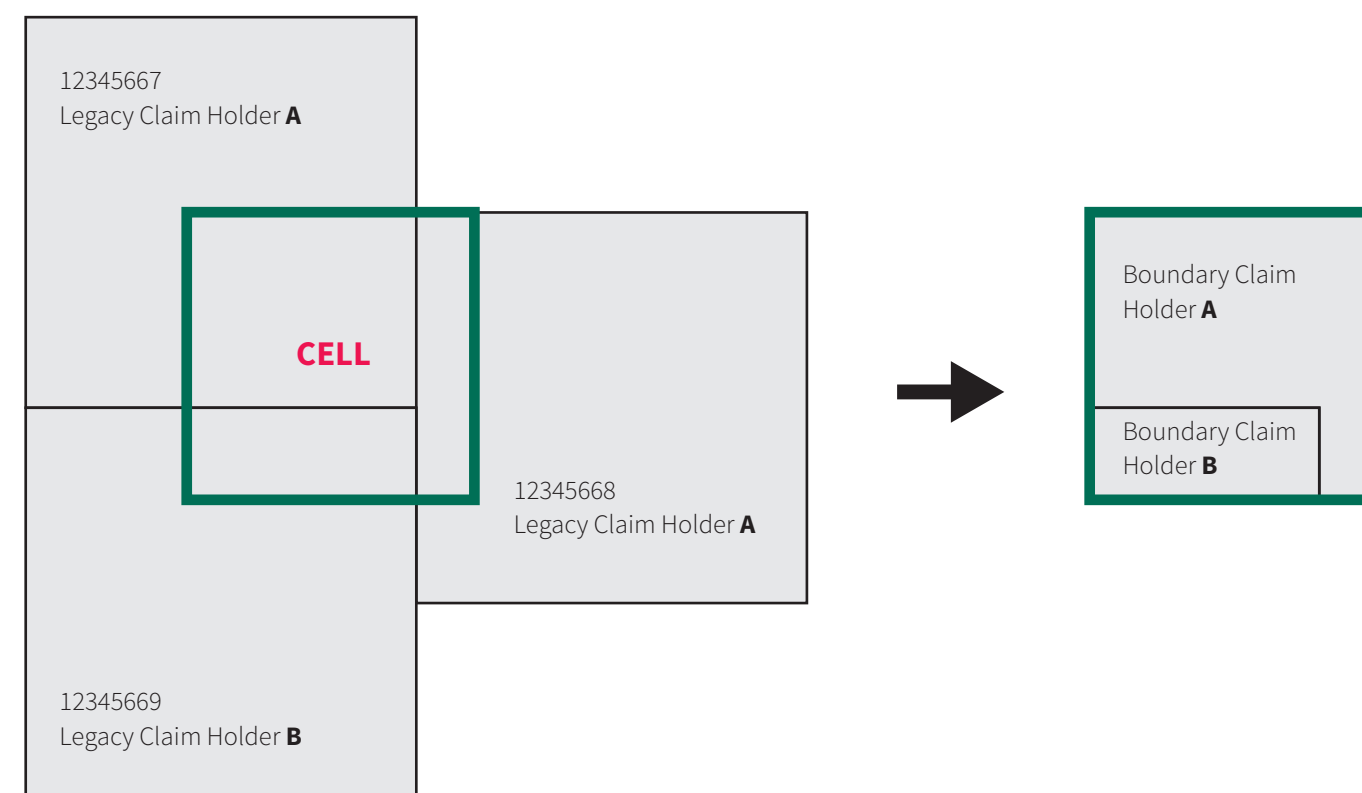 12345667
Legacy Claim Holder A
CELL
12345668
Legacy Claim Holder A
12345669
Legacy Claim Holder B
Boundary Claim
Holder A
Boundary Claim
Holder B